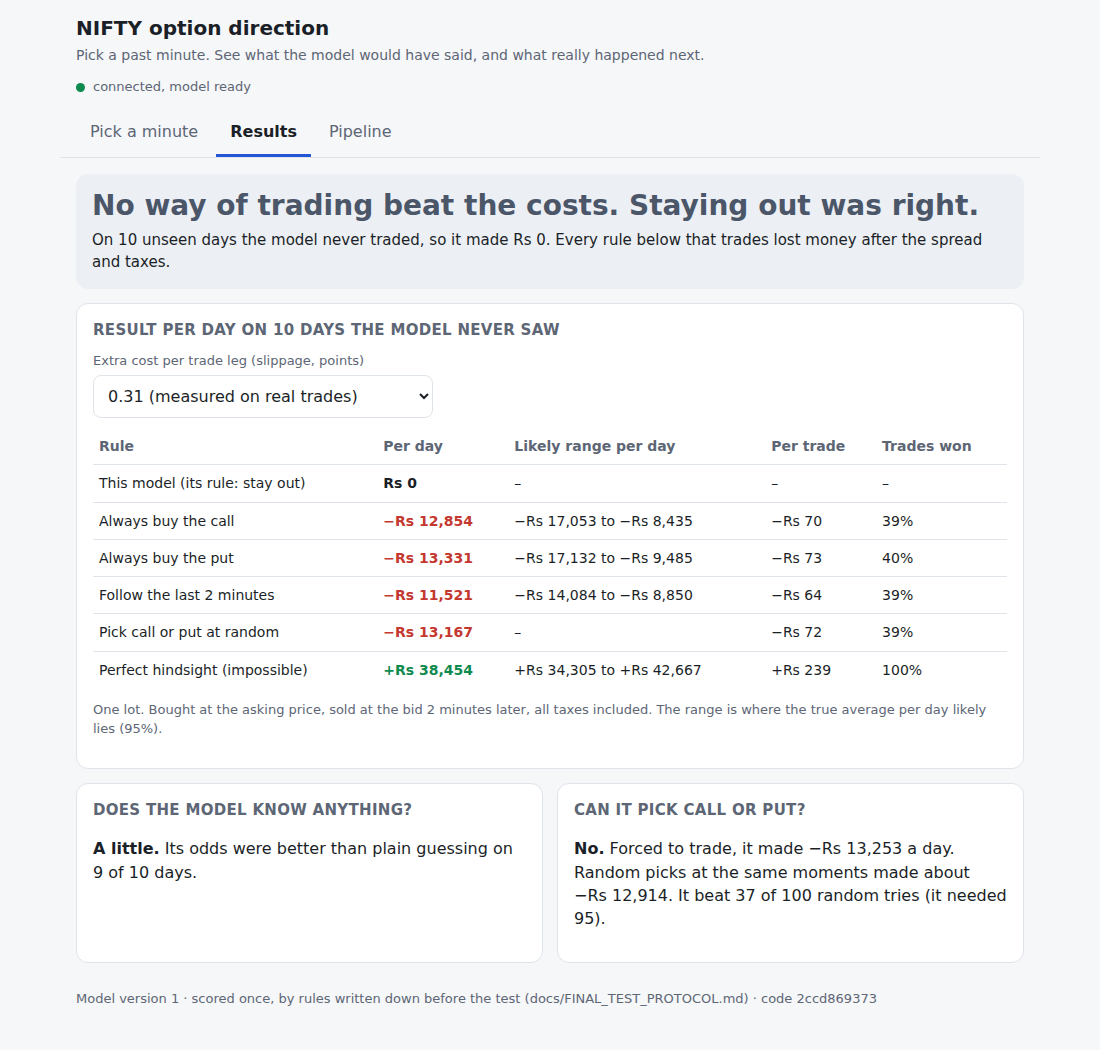 NIFTY option direction
Pick a past minute. See what the model would have said, and what really happened next.
connected, model ready
Pick a minute Results Pipeline
No way of trading beat the costs. Staying out was right.
On 10 unseen days the model never traded, so it made Rs 0. Every rule below that trades lost money after the spread
and taxes.
RESULT PER DAY ON 10 DAYS THE MODEL NEVER SAW
Extra cost per trade leg (slippage, points)
0.31 (measured on real trades)
Rule Per day Likely range per day Per trade Trades won
This model (its rule: stay out) Rs 0 – – –
Always buy the call −Rs 12,854 −Rs 17,053 to −Rs 8,435 −Rs 70 39%
Always buy the put −Rs 13,331 −Rs 17,132 to −Rs 9,485 −Rs 73 40%
Follow the last 2 minutes −Rs 11,521 −Rs 14,084 to −Rs 8,850 −Rs 64 39%
Pick call or put at random −Rs 13,167 – −Rs 72 39%
Perfect hindsight (impossible) +Rs 38,454 +Rs 34,305 to +Rs 42,667 +Rs 239 100%
One lot. Bought at the asking price, sold at the bid 2 minutes later, all taxes included. The range is where the true average per day likely
lies (95%).
DOES THE MODEL KNOW ANYTHING?
A little. Its odds were better than plain guessing on
9 of 10 days.
CAN IT PICK CALL OR PUT?
No. Forced to trade, it made −Rs 13,253 a day.
Random picks at the same moments made about
−Rs 12,914. It beat 37 of 100 random tries (it needed
95).
Model version 1 · scored once, by rules written down before the test (docs/FINAL_TEST_PROTOCOL.md) · code 2ccd869373